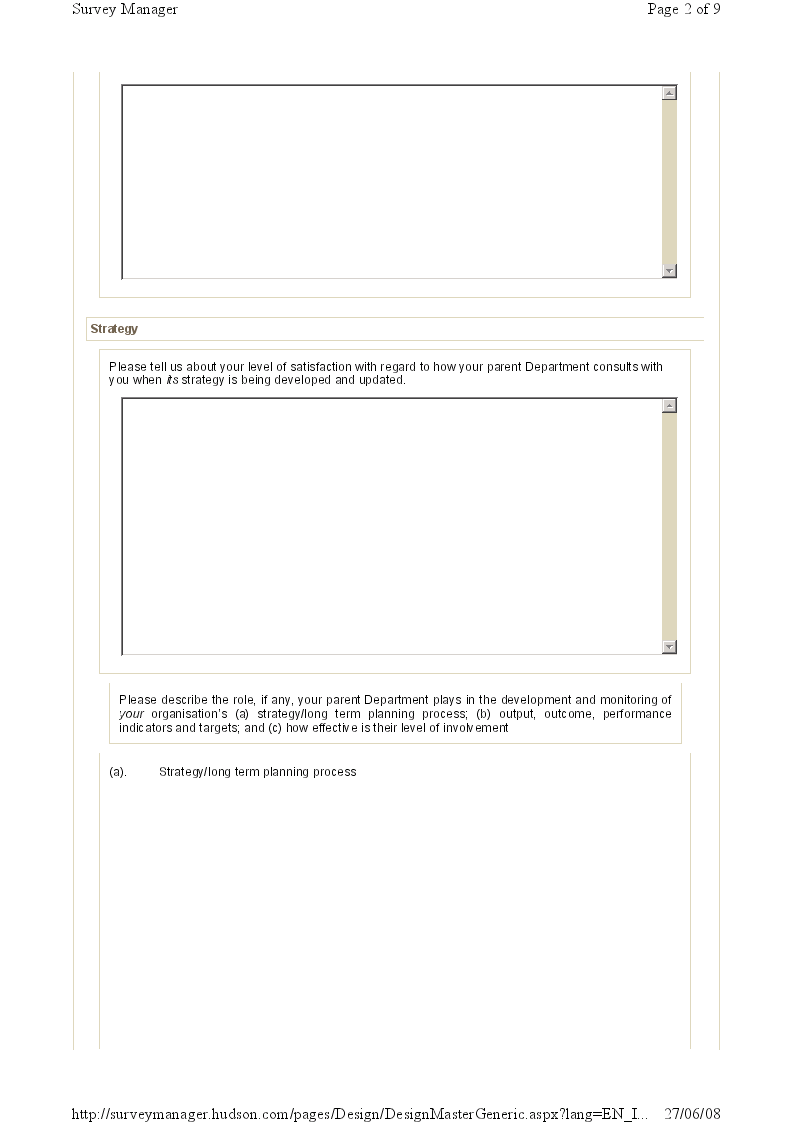 Survey Manager Page 2 of 9
Strategy
Please tell us about your level of satisfaction with regard to how your parent Department consults with
you when its strategy is being developed and updated.
Please describe the role, if any, your parent Department plays in the development and monitoring of
your organisation's (a) strategy/long term planning process; (b) output, outcome, performance
indicators and targets; and (c) how effective is their level of involvement
(a). Strategy/long term planning process
http://surveymanager.hudson.com/pages/Design/DesignMasterGeneric.aspx?lang=EN_I... 27/06/08